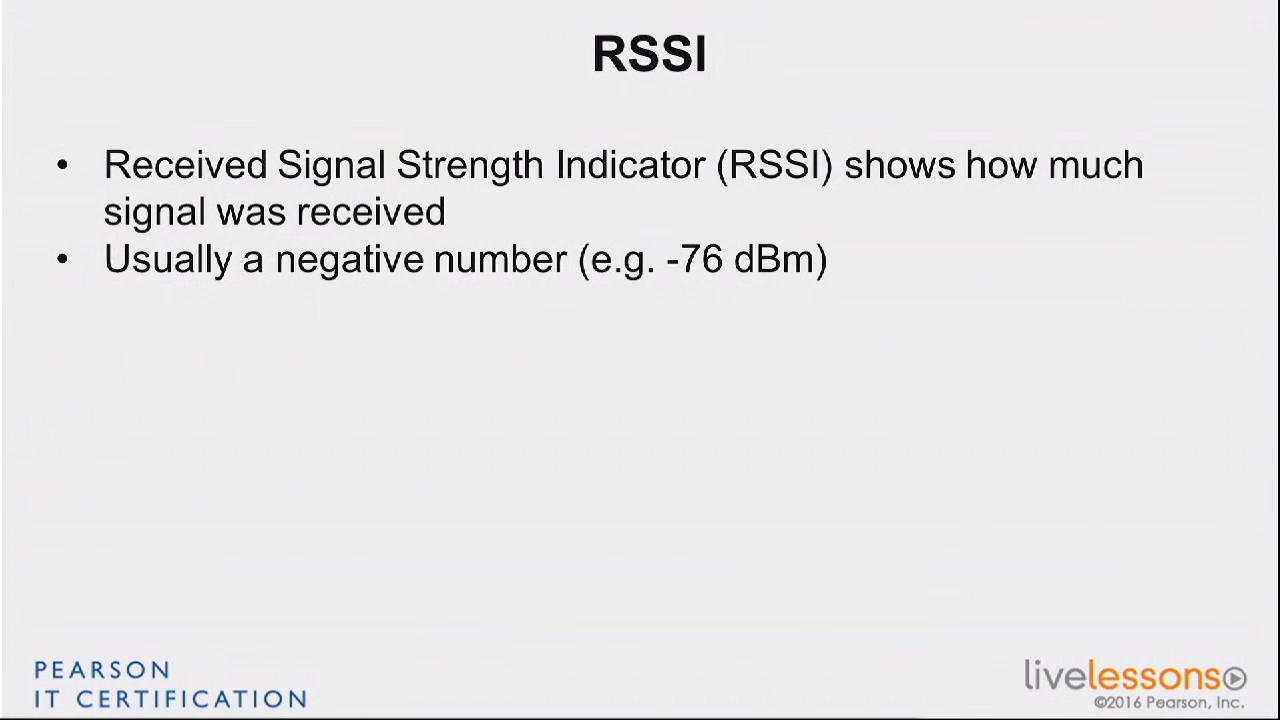 RSSI
• Received Signal Strength Indicator (RSSI) shows how much
signal was received
• Usually a negative number (e.g. -76 dBm)
PEARSON
IT CERTIFICATION
livelessons
©2016 Pearson, Inc.